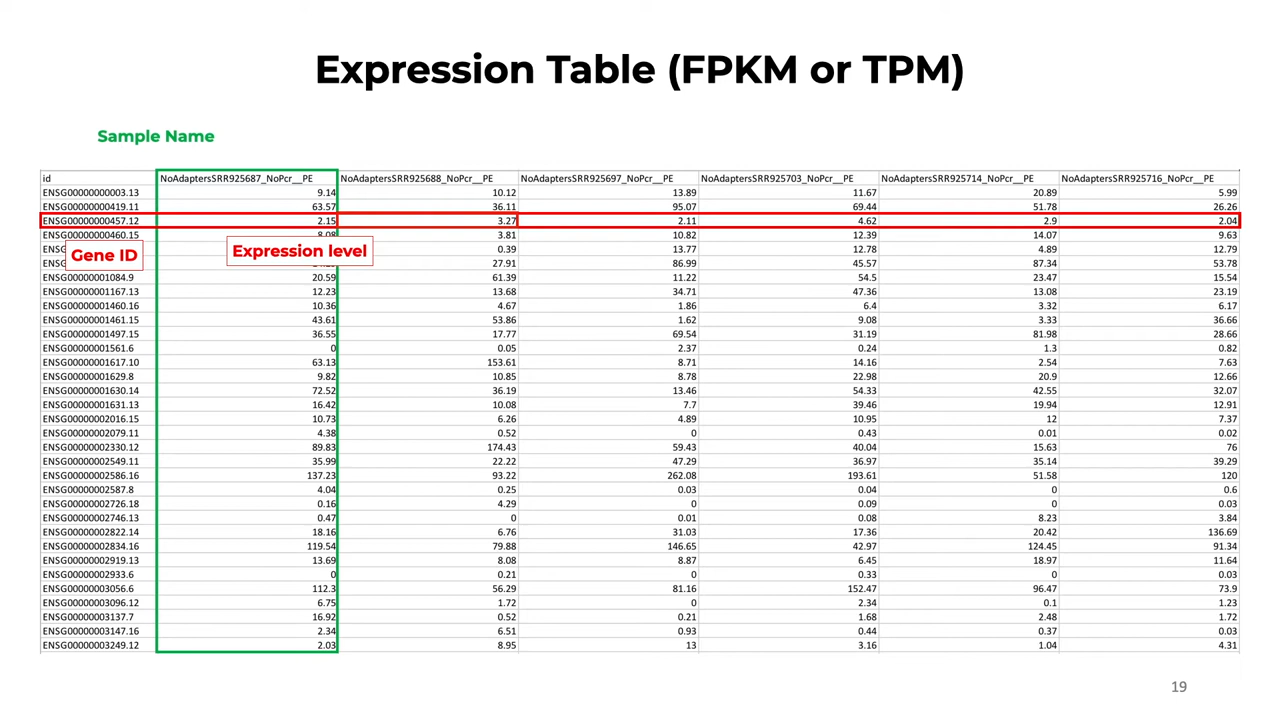 Expression Table (FPKM or TPM)
Sample Name
id NoAdaptersSRR925687_NoPcr__PE NoAdaptersSRR925688_NoPcr__PE NoAdaptersSRR925697_NoPcr__PE NoAdaptersSRR925703_NoPcr__PE NoAdaptersSRR925714_NoPcr__PE NoAdaptersSRR925716_NoPcr__PE
ENSG00000000003.13 9.14 10.12 13.89 11.67 20.89 5.99
ENSG00000000419.11 63.57 36.11 95.07 69.44 51.78 26.26
ENSG00000000457.12 2.15 3.27 2.11 4.62 2.9 2.04
ENSG00000000460.15 8.08 3.81 10.82 12.39 14.07 9.63
Gene ID Expression level 0.39 13.77 12.78 4.89 12.79
27.91 86.99 45.57 87.34 53.78
ENSG00000001084.9 20.59 61.39 11.22 54.5 23.47 15.54
ENSG00000001167.13 12.23 13.68 34.71 47.36 13.08 23.19
ENSG00000001460.16 10.36 4.67 1.86 6.4 3.32 6.17
ENSG00000001461.15 43.61 53.86 1.62 9.08 3.33 36.66
ENSG00000001497.15 36.55 17.77 69.54 31.19 81.98 28.66
ENSG00000001561.6 0 0.05 2.37 0.24 1.3 0.82
ENSG00000001617.10 63.13 153.61 8.71 14.16 2.54 7.63
ENSG00000001629.8 9.82 10.85 8.78 22.98 20.9 12.66
ENSG00000001630.14 72.52 36.19 13.46 54.33 42.55 32.07
ENSG00000001631.13 16.42 10.08 7.7 39.46 19.94 12.91
ENSG00000002016.15 10.73 6.26 4.89 10.95 12 7.37
ENSG00000002079.11 4.38 0.52 0 0.43 0.01 0.02
ENSG00000002330.12 89.83 174.43 59.43 40.04 15.63 76
ENSG00000002549.11 35.99 22.22 47.29 36.97 35.14 39.29
ENSG00000002586.16 137.23 93.22 262.08 193.61 51.58 120
ENSG00000002587.8 4.04 0.25 0.03 0.04 0 0.6
ENSG00000002726.18 0.16 4.29 0 0.09 0 0.03
ENSG00000002746.13 0.47 0 0.01 0.08 8.23 3.84
ENSG00000002822.14 18.16 6.76 31.03 17.36 20.42 136.69
ENSG00000002834.16 119.54 79.88 146.65 42.97 124.45 91.34
ENSG00000002919.13 13.69 8.08 8.87 6.45 18.97 11.64
ENSG00000002933.6 0 0.21 0 0.33 0 0.03
ENSG00000003056.6 112.3 56.29 81.16 152.47 96.47 73.9
ENSG00000003096.12 6.75 1.72 0 2.34 0.1 1.23
ENSG00000003137.7 16.92 0.52 0.21 1.68 2.48 1.72
ENSG00000003147.16 2.34 6.51 0.93 0.44 0.37 0.03
ENSG00000003249.12 2.03 8.95 13 3.16 1.04 4.31
19